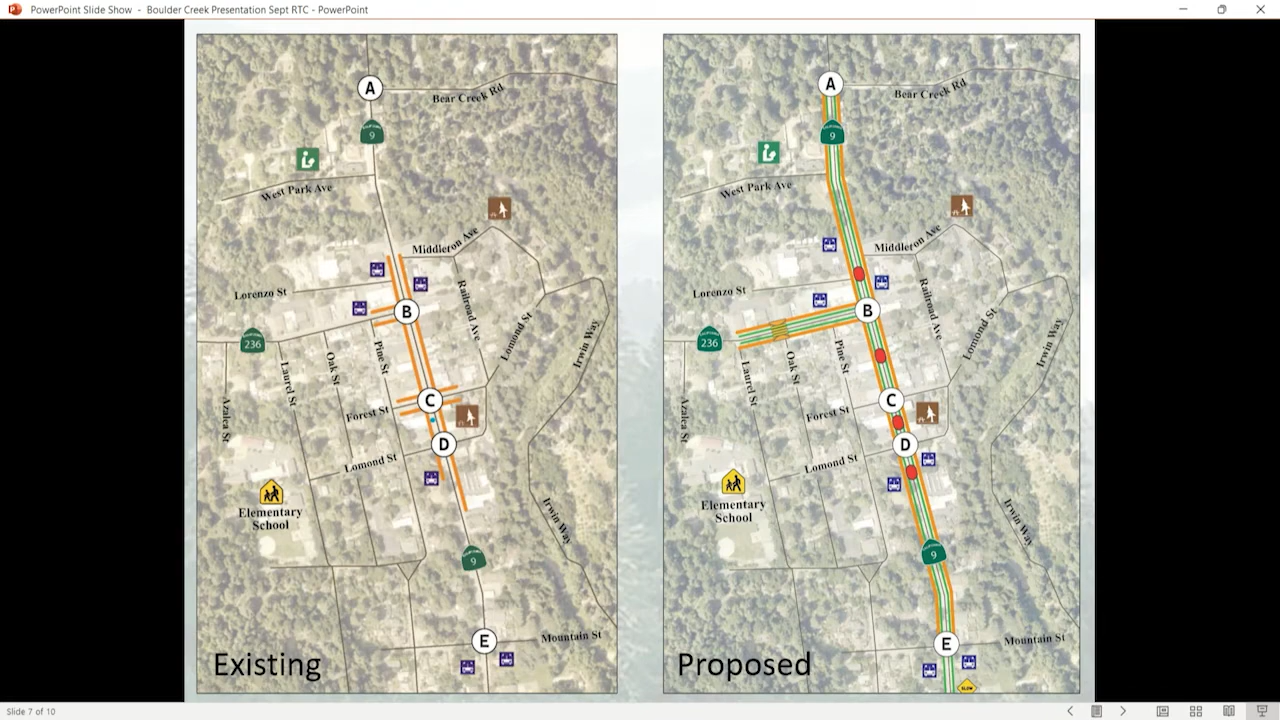 PowerPoint Slide Show - Boulder Creek Presentation Sept RTC - PowerPoint
A
Bear Creek Rd
9
West Park Ave
Middleron Ave
Lorenzo St
B
Railroad Ave
236
Lomond St
Irwin Way
Pine St
Oak St
Laurel St
Azalea St
C
Forest St
D
Lomond St
Elementary
School
Irwin Way
9
E
Mountain St
Existing
A
Bear Creek Rd
9
West Park Ave
Middleron Ave
Lorenzo St
B
Railroad Ave
236
Lomond St
Irwin Way
Pine St
Oak St
Laurel St
Azalea St
C
Forest St
D
Lomond St
Elementary
School
Irwin Way
9
E
Mountain St
SLOW
Proposed
Slide 7 of 10